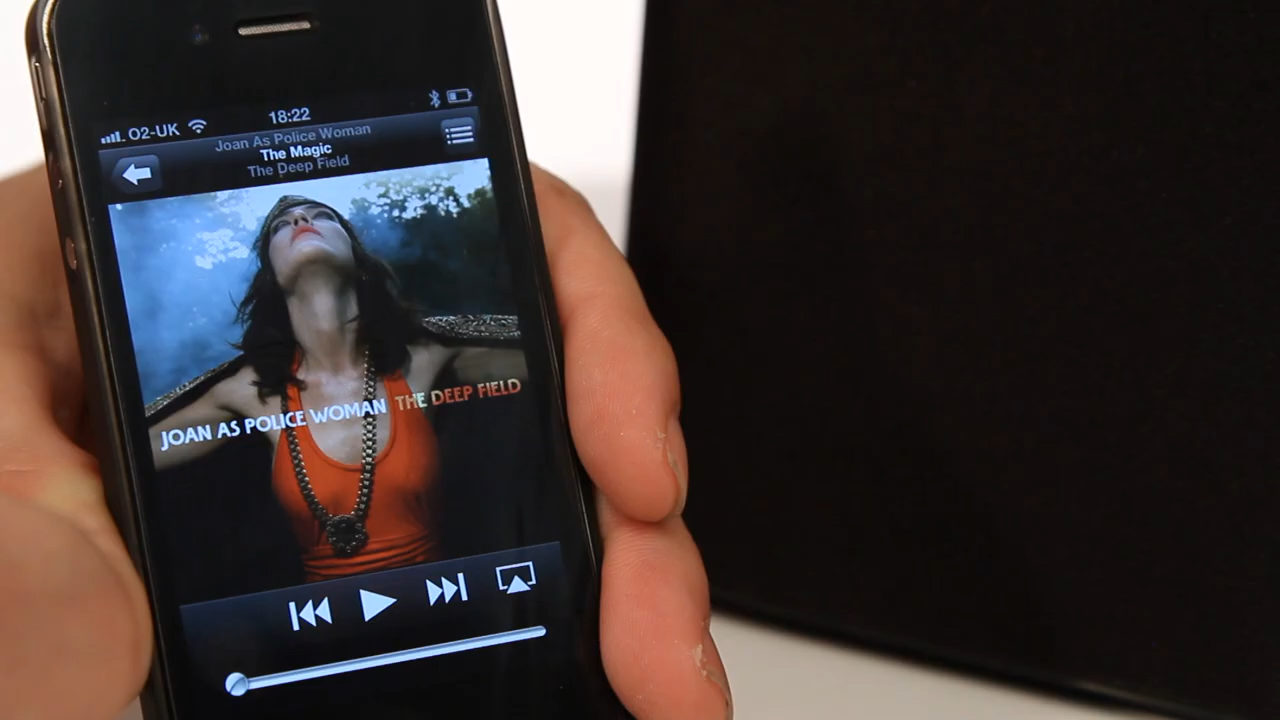 O2-UK 18:22
Joan As Police Woman
The Magic
The Deep Field
JOAN AS POLICE WOMAN THE DEEP FIELD